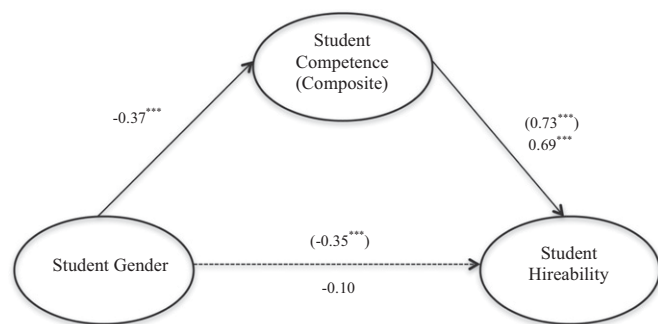 Student
Competence
(Composite)
-0.37***
(0.73***)
0.69***
(-0.35***)
Student Gender
Student
Hireability
-0.10